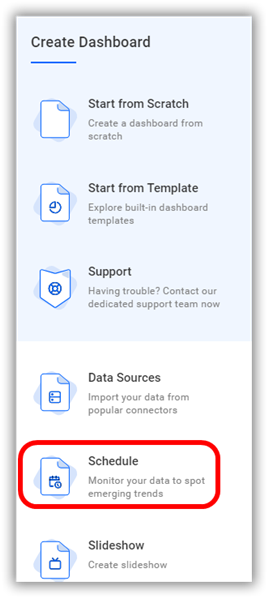 Create Dashboard
Start from Scratch
Create a dashboard from
scratch
Start from Template
Explore built-in dashboard
templates
Support
Having trouble? Contact our
dedicated support team now
Data Sources
Import your data from
popular connectors
Schedule
Monitor your data to spot
emerging trends
Slideshow
Create slideshow